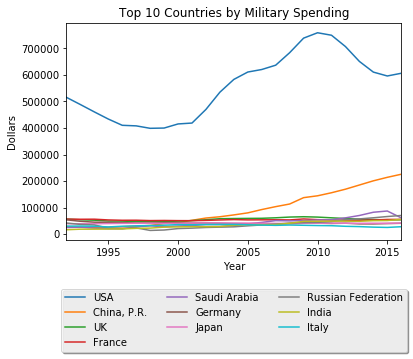 Top 10 Countries by Military Spending
700000
600000
500000
400000
300000
200000
100000
0
Dollars
1995 2000 2005 2010 2015
Year
USA Saudi Arabia Russian Federation
China, P.R. Germany India
UK Japan Italy
France